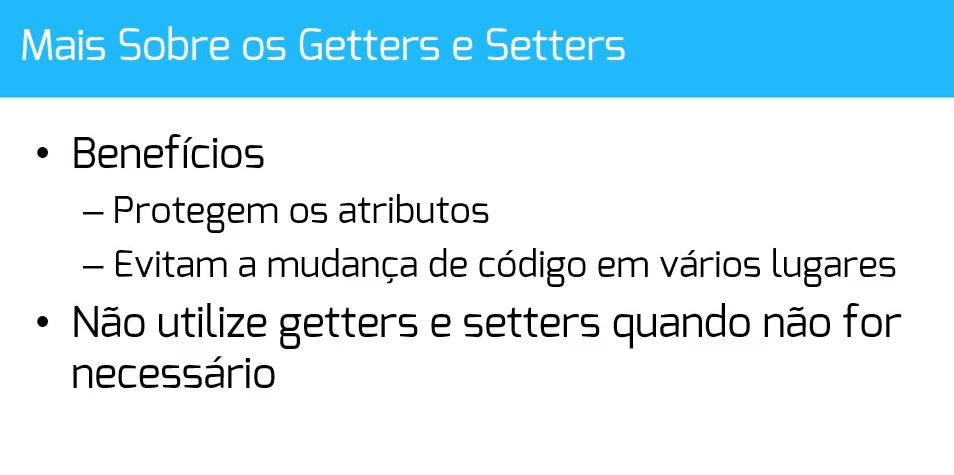 Mais Sobre os Getters e Setters
• Benefícios
– Protegem os atributos
– Evitam a mudança de código em vários lugares
• Não utilize getters e setters quando não for
necessário